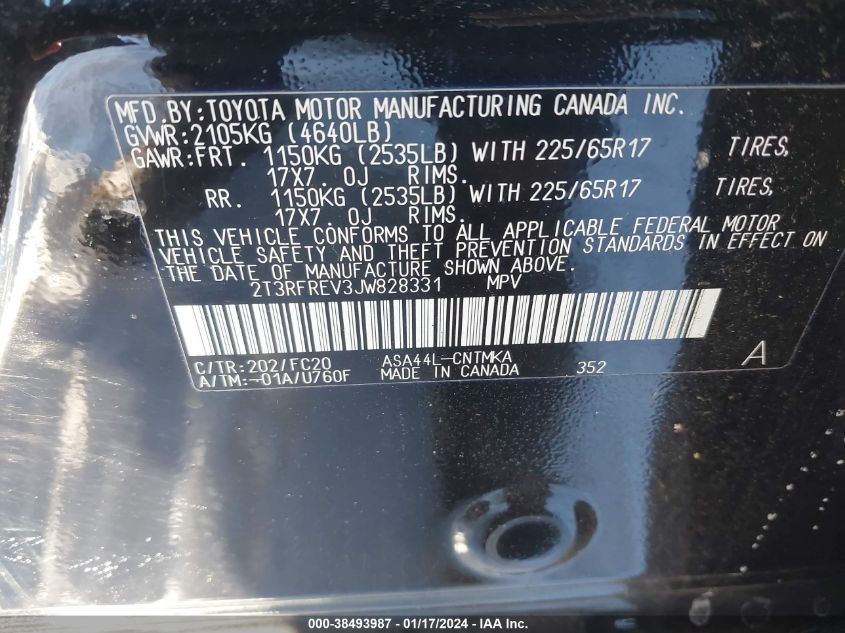 MFD.BY:TOYOTA MOTOR MANUFACTURING CANADA INC.
GVWR:2105KG (4640LB)
GAWR:FRT. 1150KG (2535LB) WITH 225/65R17 TIRES,
17X7. 0J RIMS.
RR. 1150KG (2535LB) WITH 225/65R17 TIRES,
17X7. 0J RIMS.
THIS VEHICLE CONFORMS TO ALL APPLICABLE FEDERAL MOTOR
VEHICLE SAFETY AND THEFT PREVENTION STANDARDS IN EFFECT ON
THE DATE OF MANUFACTURE SHOWN ABOVE.
2T3RFREV3JW828331 MPV
C/TR:202/FC20 ASA44L-CNTMKA A
A/TM:-01A/U760F MADE IN CANADA 352
000-38493987 - 01/17/2024 - IAA Inc.